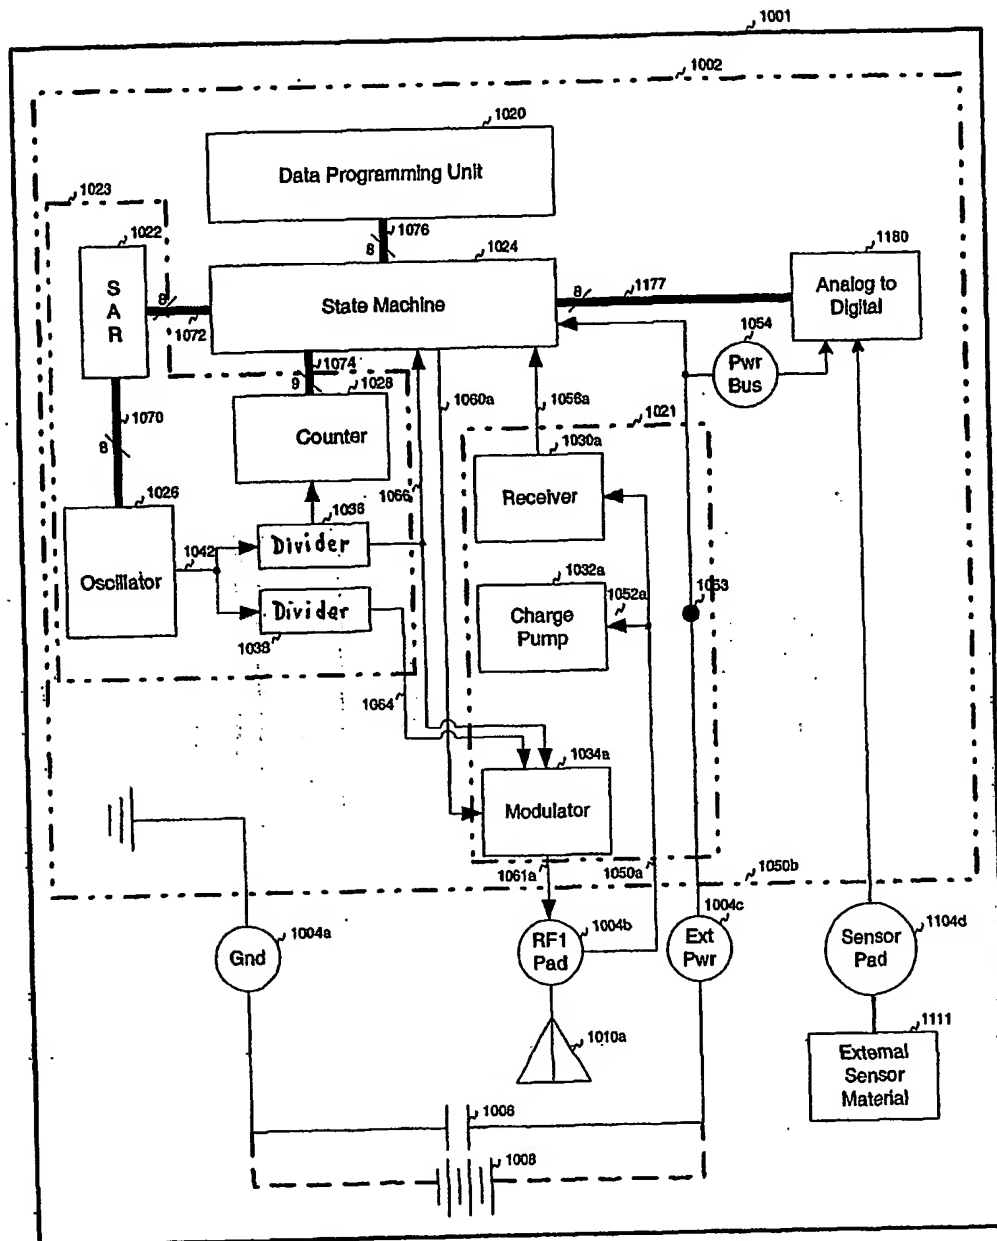 1001
1002
1020
Data Programming Unit
1023
1022
8
1076
1024
1180
S
A
R
8
1072
State Machine
8
1177
Analog to
Digital
1054
Pwr
Bus
1074
9
1028
1060a
1056a
1021
1070
8
Counter
1030a
Receiver
1066
1026
1036
1042
Divider
Oscillator
1032a
1052a
1053
Charge
Pump
Divider
1038
1064
1034a
Modulator
1061a
1050a
1050b
1004a
Gnd
1004b
RF1
Pad
1004c
Ext
Pwr
1104d
Sensor
Pad
1010a
1111
External
Sensor
Material
1006
1008